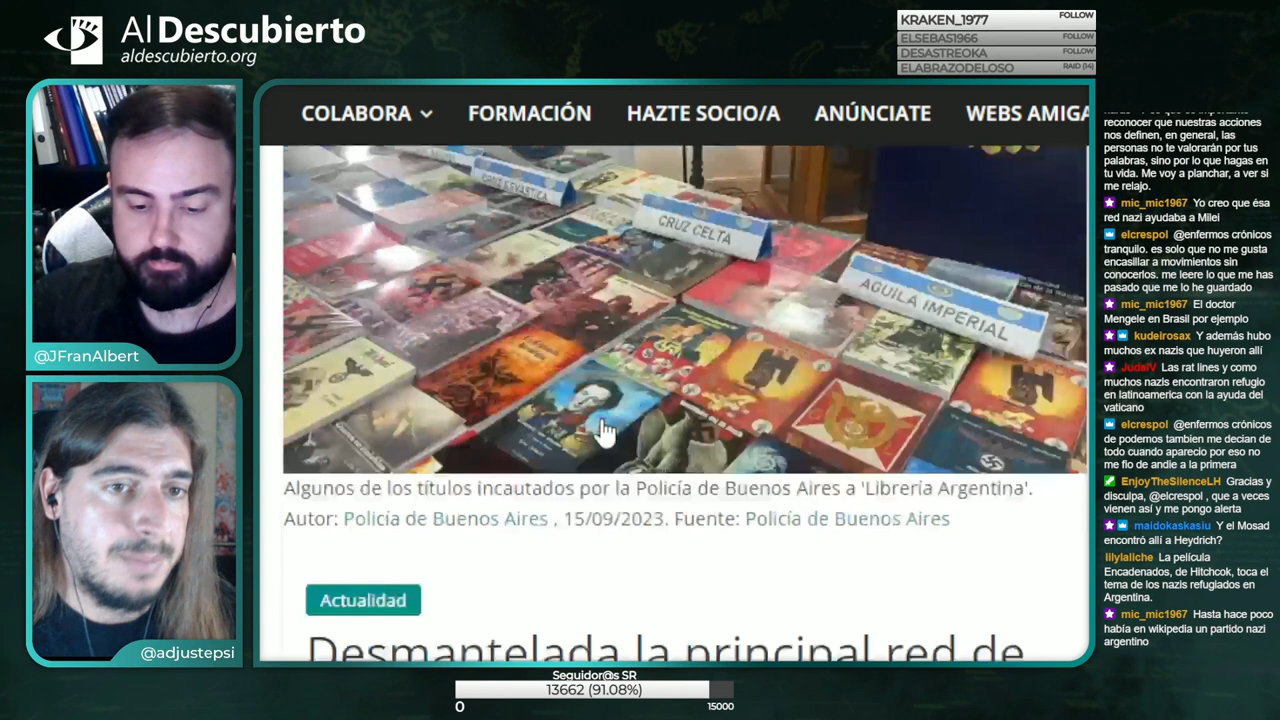 Al Descubierto
aldescubierto.org
KRAKEN_1977 FOLLOW
ELSEBAS1966 FOLLOW
DESASTREOKA FOLLOW
ELABRAZODELOSO RAID (14)
COLABORA FORMACIÓN HAZTE SOCIO/A ANÚNCIATE WEBS AMIGA
CRUZ CELTA
AGUILA IMPERIAL
@JFranAlbert
@adjustepsi
Algunos de los títulos incautados por la Policía de Buenos Aires a 'Librería Argentina'.
Autor: Policía de Buenos Aires , 15/09/2023. Fuente: Policía de Buenos Aires
Actualidad
Desmantelada la principal red de
reconocer que nuestras acciones
nos definen, en general, las
personas no te valorarán por tus
palabras, sino por lo que hagas en
tu vida. Me voy a planchar, a ver si
me relajo.
mic_mic1967 Yo creo que ésa
red nazi ayudaba a Milei
elcrespol @enfermos crónicos
tranquilo. es solo que no me gusta
encasillar a movimientos sin
conocerlos. me leere lo que me has
pasado que me lo he guardado
mic_mic1967 El doctor
Mengele en Brasil por ejemplo
kudeirosax Y además hubo
muchos ex nazis que huyeron allí
JudalV Las rat lines y como
muchos nazis encontraron refugio
en latinoamerica con la ayuda del
vaticano
elcrespol @enfermos crónicos
de podemos tambien me decian de
todo cuando aparecio por eso no
me fio de andie a la primera
EnjoyTheSilenceLH Gracias y
disculpa, @elcrespol , que a veces
vienen así y me pongo alerta
maidokaskasiu Y el Mosad
encontró allí a Heydrich?
lilylaliche La película
Encadenados, de Hitchcok, toca el
tema de los nazis refugiados en
Argentina.
mic_mic1967 Hasta hace poco
había en wikipedia un partido nazi
argentino
Seguidor@s SR
13662 (91.08%)
0 15000